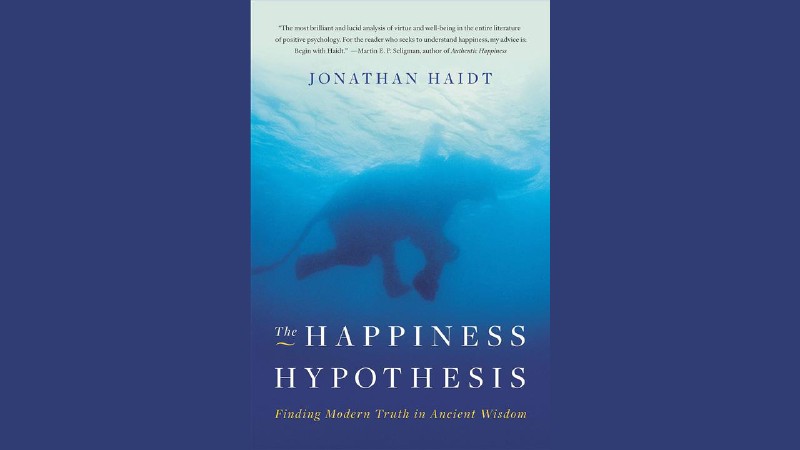 "The most brilliant and lucid analysis of virtue and well-being in the entire literature
of positive psychology. For the reader who seeks to understand happiness, my advice is:
Begin with Haidt." —Martin E. P. Seligman, author of Authentic Happiness
JONATHAN HAIDT
The HAPPINESS
HYPOTHESIS
Finding Modern Truth in Ancient Wisdom